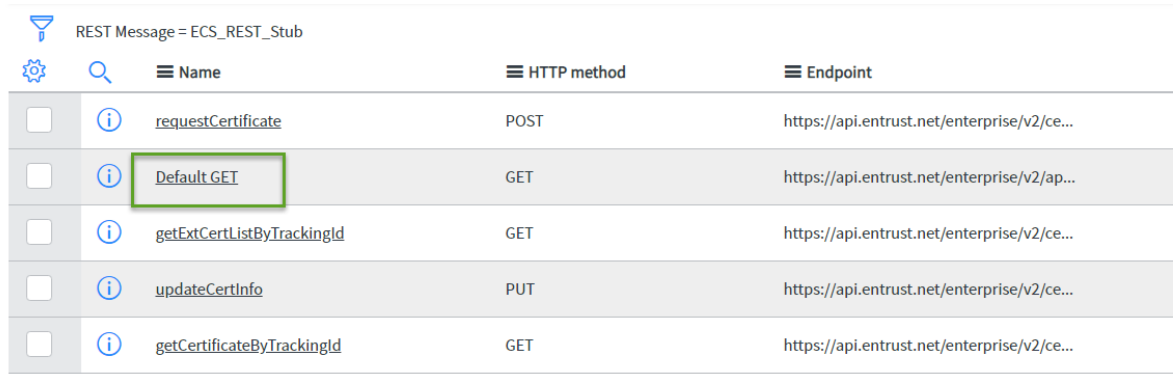 REST Message = ECS_REST_Stub
Name HTTP method Endpoint
requestCertificate POST https://api.entrust.net/enterprise/v2/ce...
Default GET GET https://api.entrust.net/enterprise/v2/ap...
getExtCertListByTrackingId GET https://api.entrust.net/enterprise/v2/ce...
updateCertInfo PUT https://api.entrust.net/enterprise/v2/ce...
getCertificateByTrackingId GET https://api.entrust.net/enterprise/v2/ce...